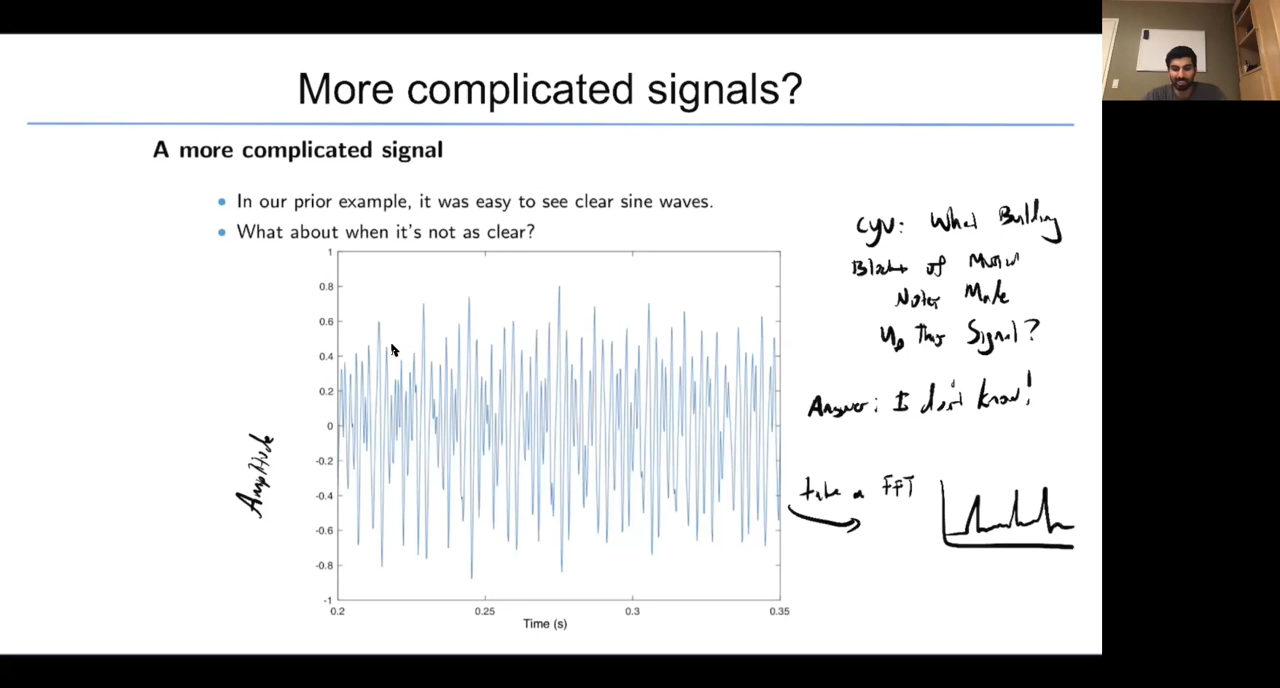 More complicated signals?
A more complicated signal
• In our prior example, it was easy to see clear sine waves.
• What about when it's not as clear?
1
0.8
0.6
0.4
0.2
0
-0.2
-0.4
-0.6
-0.8
-1
0.2 0.25 0.3 0.35
Time (s)
Amplitude
What Building
Blocks of Musical
Notes Make
Up This Signal?
Answer: I don't know!
take a FFT